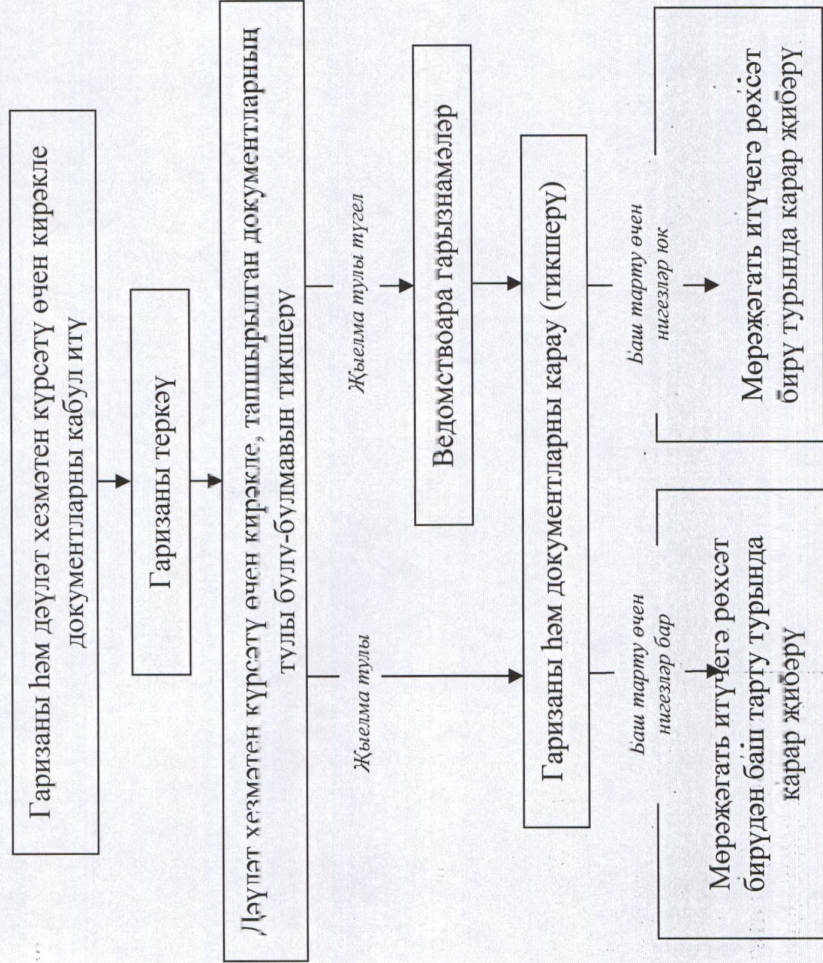 Гаризаны һәм дәүләт хезмәтен күрсәтү өчен кирәкле
документларны кабул итү
Гаризаны теркәү
Дәүләт хезмәтен күрсәтү өчен кирәкле, тапшырылган документларның
тулы булу-булмавын тикшерү
Җыелма тулы
Җыелма тулы түгел
Ведомствоара гарызнамәләр
Гаризаны һәм документларны карау (тикшерү)
Баш тарту өчен
нигезләр бар
Баш тарту өчен
нигезләр юк
Мөрәҗәгать итүчегә рөхсәт
бирүдән баш тарту турында
карар җибәрү
Мөрәҗәгать итүчегә рөхсәт
бирү турында карар җибәрү